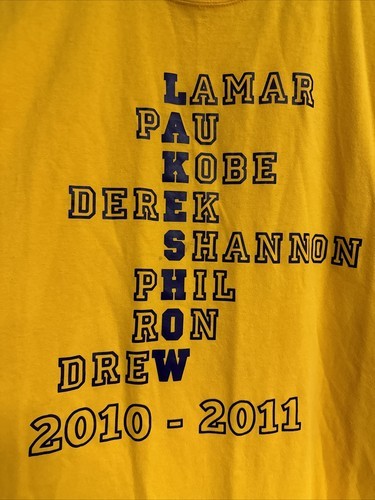 LAMAR
PAU
KOBE
DEREK
SHANNON
PHIL
RON
DREW
2010 - 2011